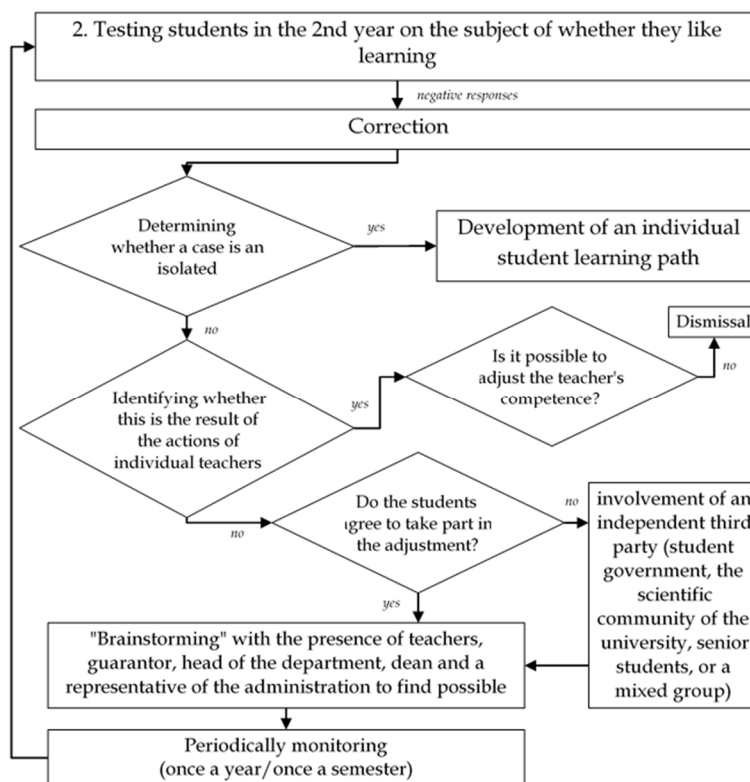 2. Testing students in the 2nd year on the subject of whether they like
learning
negative responses
Correction
Determining
whether a case is an
isolated
yes
Development of an individual
student learning path
no
Identifying whether
this is the result of
the actions of
individual teachers
yes
Is it possible to
adjust the teacher's
competence?
no
Dismissal
no
Do the students
agree to take part in
the adjustment?
no
involvement of an
independent third
party (student
government, the
scientific
community of the
university, senior
students, or a
mixed group)
yes
"Brainstorming" with the presence of teachers,
guarantor, head of the department, dean and a
representative of the administration to find possible
Periodically monitoring
(once a year/once a semester)